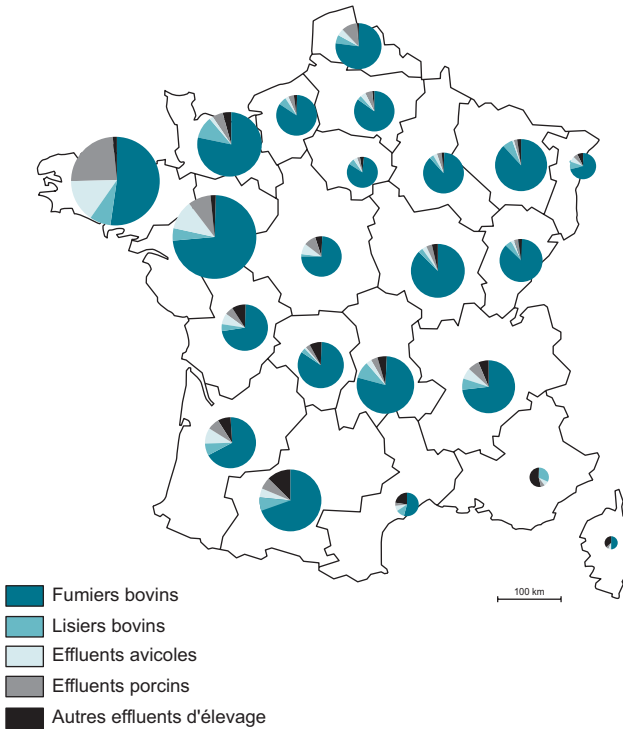 100 km
Fumiers bovins
Lisiers bovins
Effluents avicoles
Effluents porcins
Autres effluents d'élevage